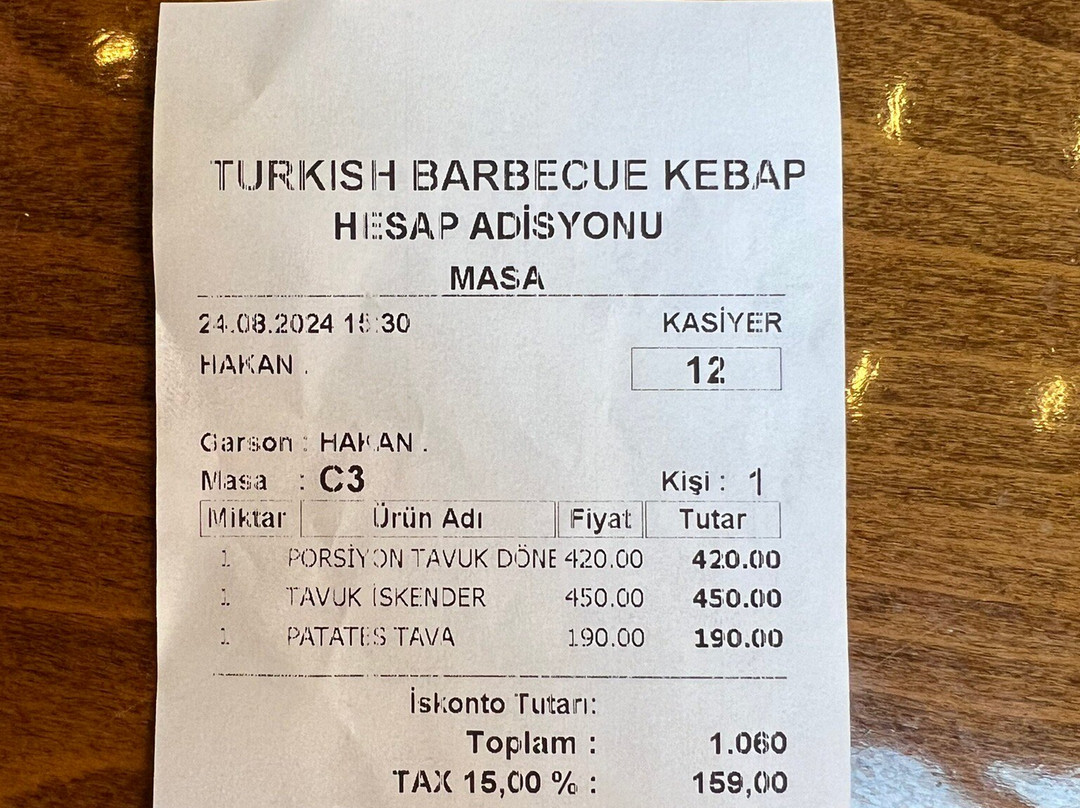 TURKISH BARBECUE KEBAP
HESAP ADİSYONU
MASA
24.08.2024 15:30 KASİYER
HAKAN . 12
Garson : HAKAN .
Masa : C3 Kişi : 1
Miktar Ürün Adı Fiyat Tutar
1 PORSİYON TAVUK DÖNE 420.00 420.00
1 TAVUK İSKENDER 450.00 450.00
1 PATATES TAVA 190.00 190.00
İskonto Tutarı:
Toplam : 1.060
TAX 15,00 % : 159,00